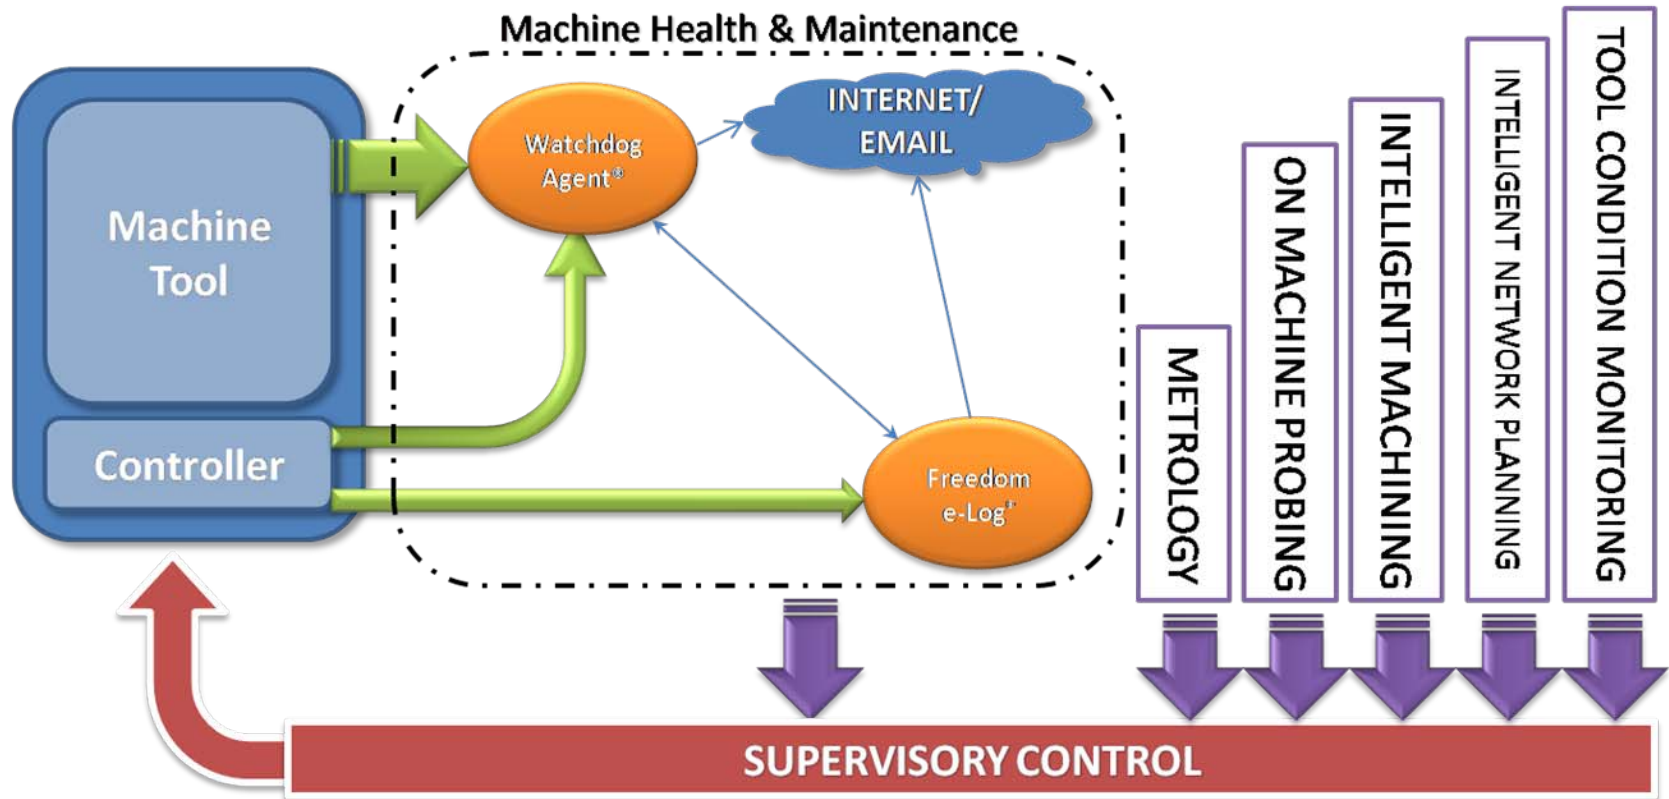 Machine Health & Maintenance
Machine
Tool
Controller
Watchdog
Agent®
INTERNET/
EMAIL
Freedom
e-Log®
METROLOGY
ON MACHINE PROBING
INTELLIGENT MACHINING
INTELLIGENT NETWORK PLANNING
TOOL CONDITION MONITORING
SUPERVISORY CONTROL